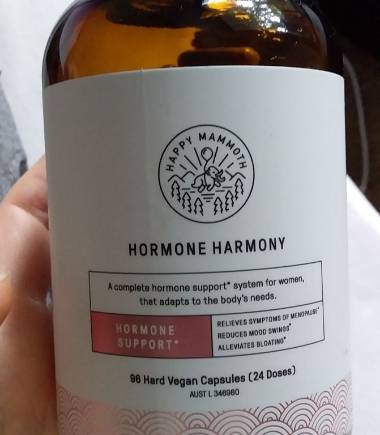 HAPPY MAMMOTH
HORMONE HARMONY
A complete hormone support* system for women,
that adapts to the body's needs.
HORMONE
SUPPORT*
RELIEVES SYMPTOMS OF MENOPAUSE*
REDUCES MOOD SWINGS*
ALLEVIATES BLOATING*
96 Hard Vegan Capsules (24 Doses)
AUST L 346980